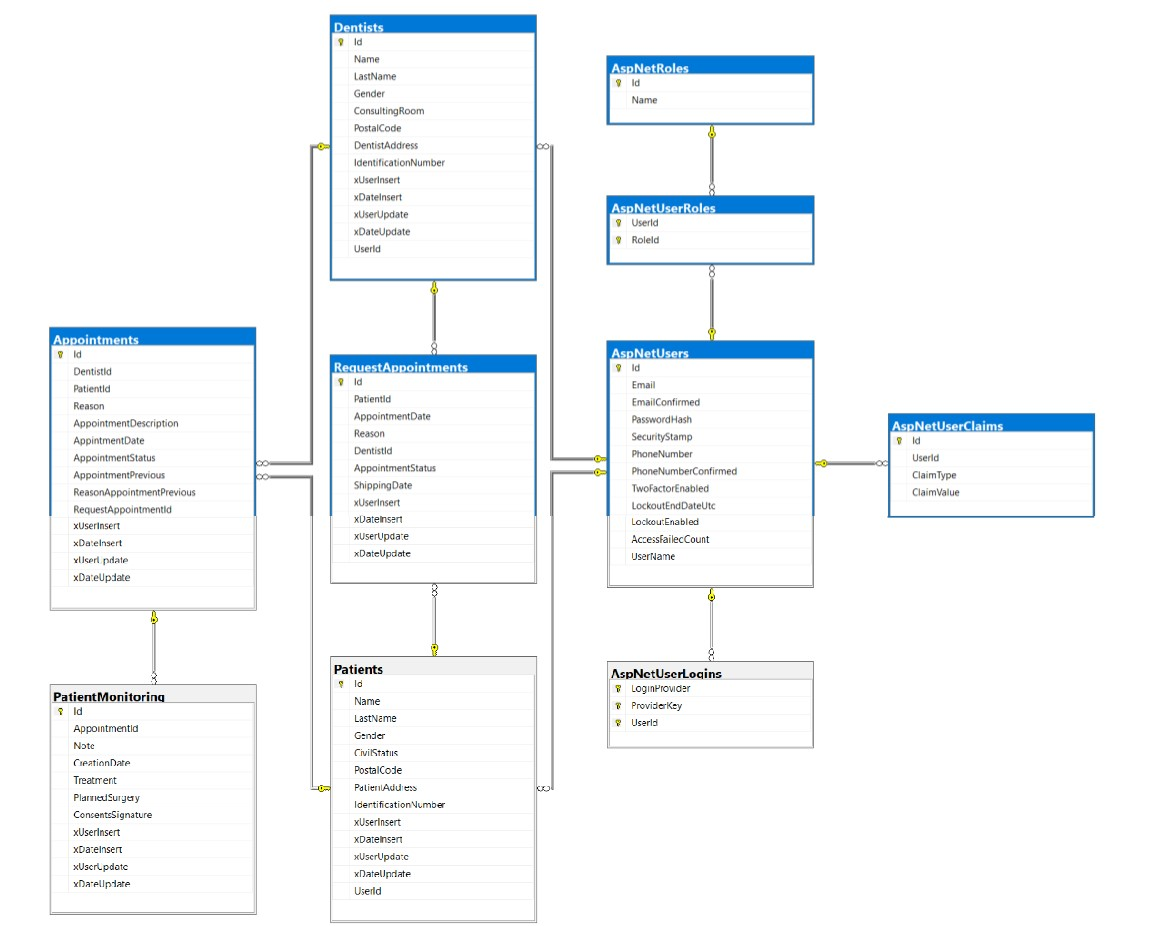 Dentists
Id
Name
LastName
Gender
ConsultingRoom
PostalCode
DentistAddress
IdentificationNumber
xUserInsert
xDateInsert
xUserUpdate
xDateUpdate
UserId
AspNetRoles
Id
Name
AspNetUserRoles
UserId
RoleId
Appointments
Id
DentistId
PatientId
Reason
AppointmentDescription
AppintmentDate
AppointmentStatus
AppointmentPrevious
ReasonAppointmentPrevious
RequestAppointmentId
xUserInsert
xDateInsert
xUserUpdate
xDateUpdate
RequestAppointments
Id
PatientId
AppointmentDate
Reason
DentistId
AppointmentStatus
ShippingDate
xUserInsert
xDateInsert
xUserUpdate
xDateUpdate
AspNetUsers
Id
Email
EmailConfirmed
PasswordHash
SecurityStamp
PhoneNumber
PhoneNumberConfirmed
TwoFactorEnabled
LockoutEndDateUtc
LockoutEnabled
AccessFailedCount
UserName
AspNetUserClaims
Id
UserId
ClaimType
ClaimValue
PatientMonitoring
Id
AppointmentId
Note
CreationDate
Treatment
PlannedSurgery
ConsentsSignature
xUserInsert
xDateInsert
xUserUpdate
xDateUpdate
Patients
Id
Name
LastName
Gender
CivilStatus
PostalCode
PatientAddress
IdentificationNumber
xUserInsert
xDateInsert
xUserUpdate
xDateUpdate
UserId
AspNetUserLogins
LoginProvider
ProviderKey
UserId